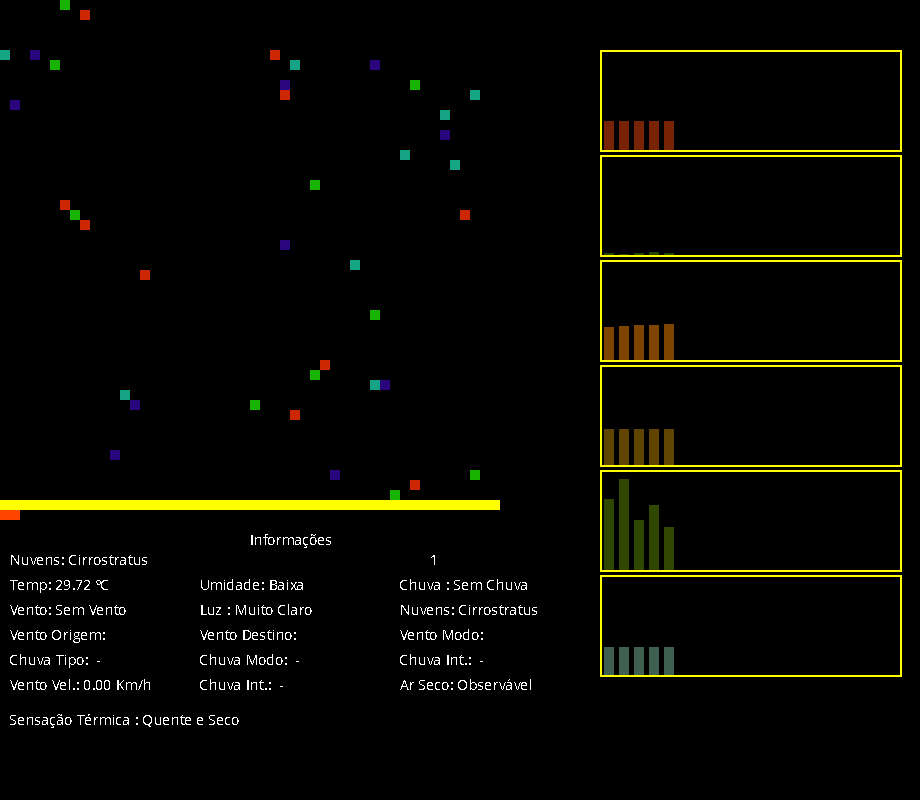 Informações
Nuvens: Cirrostratus 1
Temp: 29.72 ºC Umidade: Baixa Chuva : Sem Chuva
Vento: Sem Vento Luz : Muito Claro Nuvens: Cirrostratus
Vento Origem: Vento Destino: Vento Modo:
Chuva Tipo: - Chuva Modo: - Chuva Int.: -
Vento Vel.: 0.00 Km/h Chuva Int.: - Ar Seco: Observável
Sensação Térmica : Quente e Seco